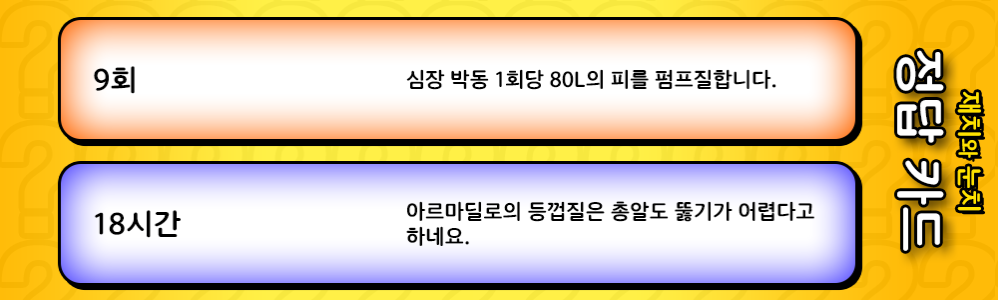 9회
심장 박동 1회당 80L의 피를 펌프질합니다.
18시간
아르마딜로의 등껍질은 총알도 뚫기가 어렵다고
하네요.
재치와 눈치
정답 카드